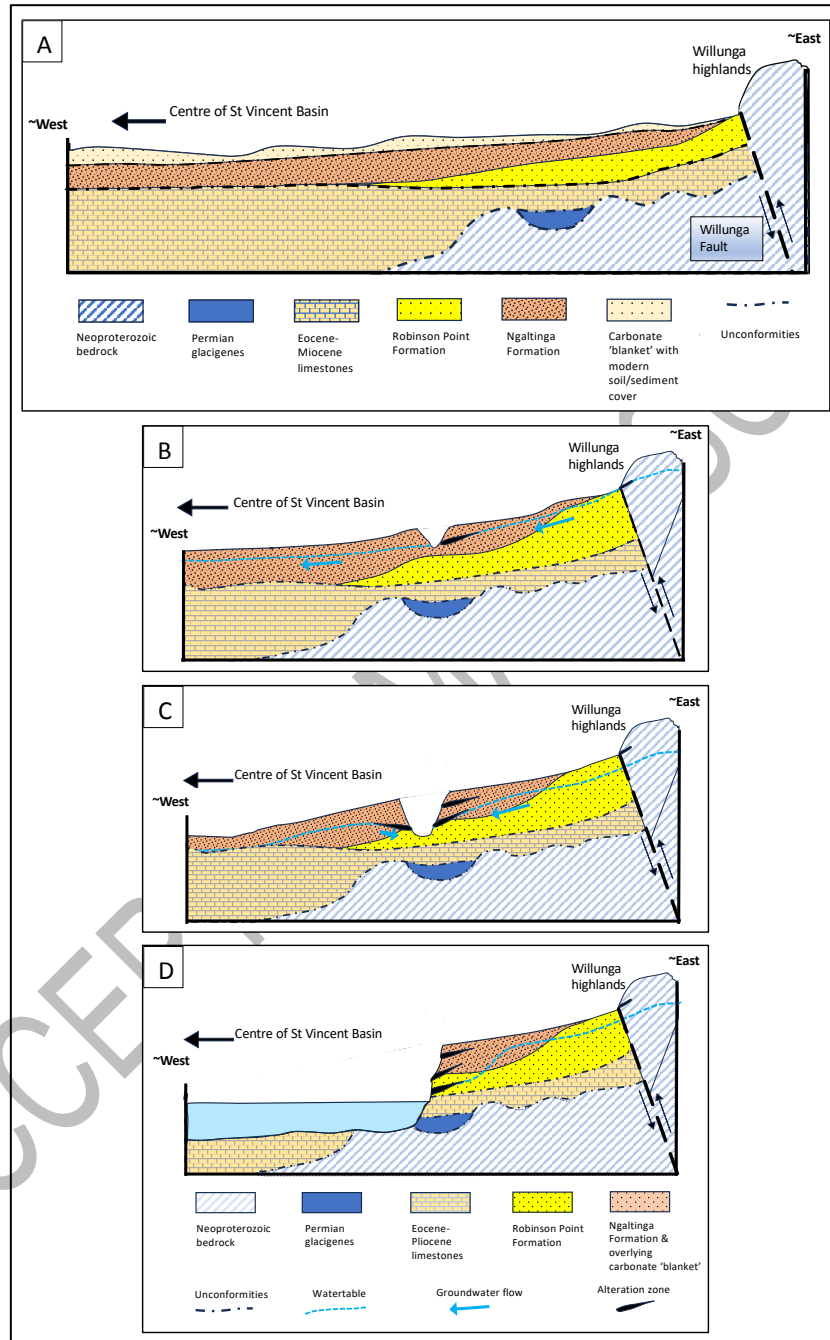 A
~East
Willunga
highlands
~West
Centre of St Vincent Basin
Willunga
Fault
Neoproterozoic
bedrock
Permian
glacigenes
Eocene-
Miocene
limestones
Robinson Point
Formation
Ngaltinga
Formation
Carbonate
‘blanket’ with
modern
soil/sediment
cover
Unconformities
B
~East
Willunga
highlands
Centre of St Vincent Basin
~West
C
~East
Willunga
highlands
Centre of St Vincent Basin
~West
D
~East
Willunga
highlands
Centre of St Vincent Basin
~West
Neoproterozoic
bedrock
Permian
glacigenes
Eocene-
Pliocene
limestones
Robinson Point
Formation
Ngaltinga
Formation &
overlying
carbonate ‘blanket’
Unconformities
Watertable
Groundwater flow
Alteration zone